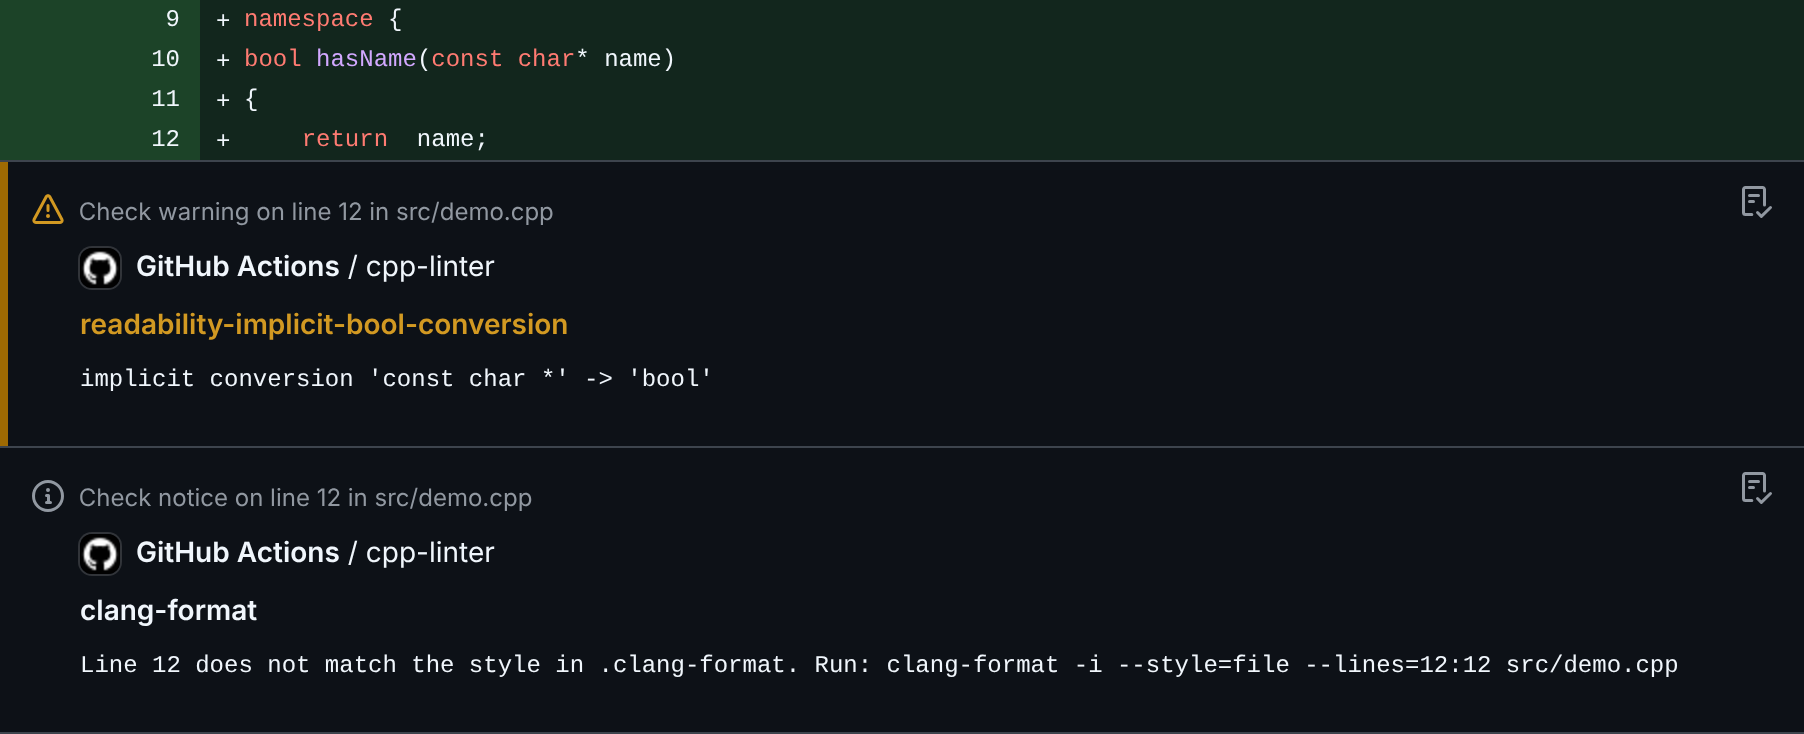 9 + namespace {
10 + bool hasName(const char* name)
11 + {
12 +     return  name;
Check warning on line 12 in src/demo.cpp
GitHub Actions / cpp-linter
readability-implicit-bool-conversion
implicit conversion 'const char *' -> 'bool'
Check notice on line 12 in src/demo.cpp
GitHub Actions / cpp-linter
clang-format
Line 12 does not match the style in .clang-format. Run: clang-format -i --style=file --lines=12:12 src/demo.cpp